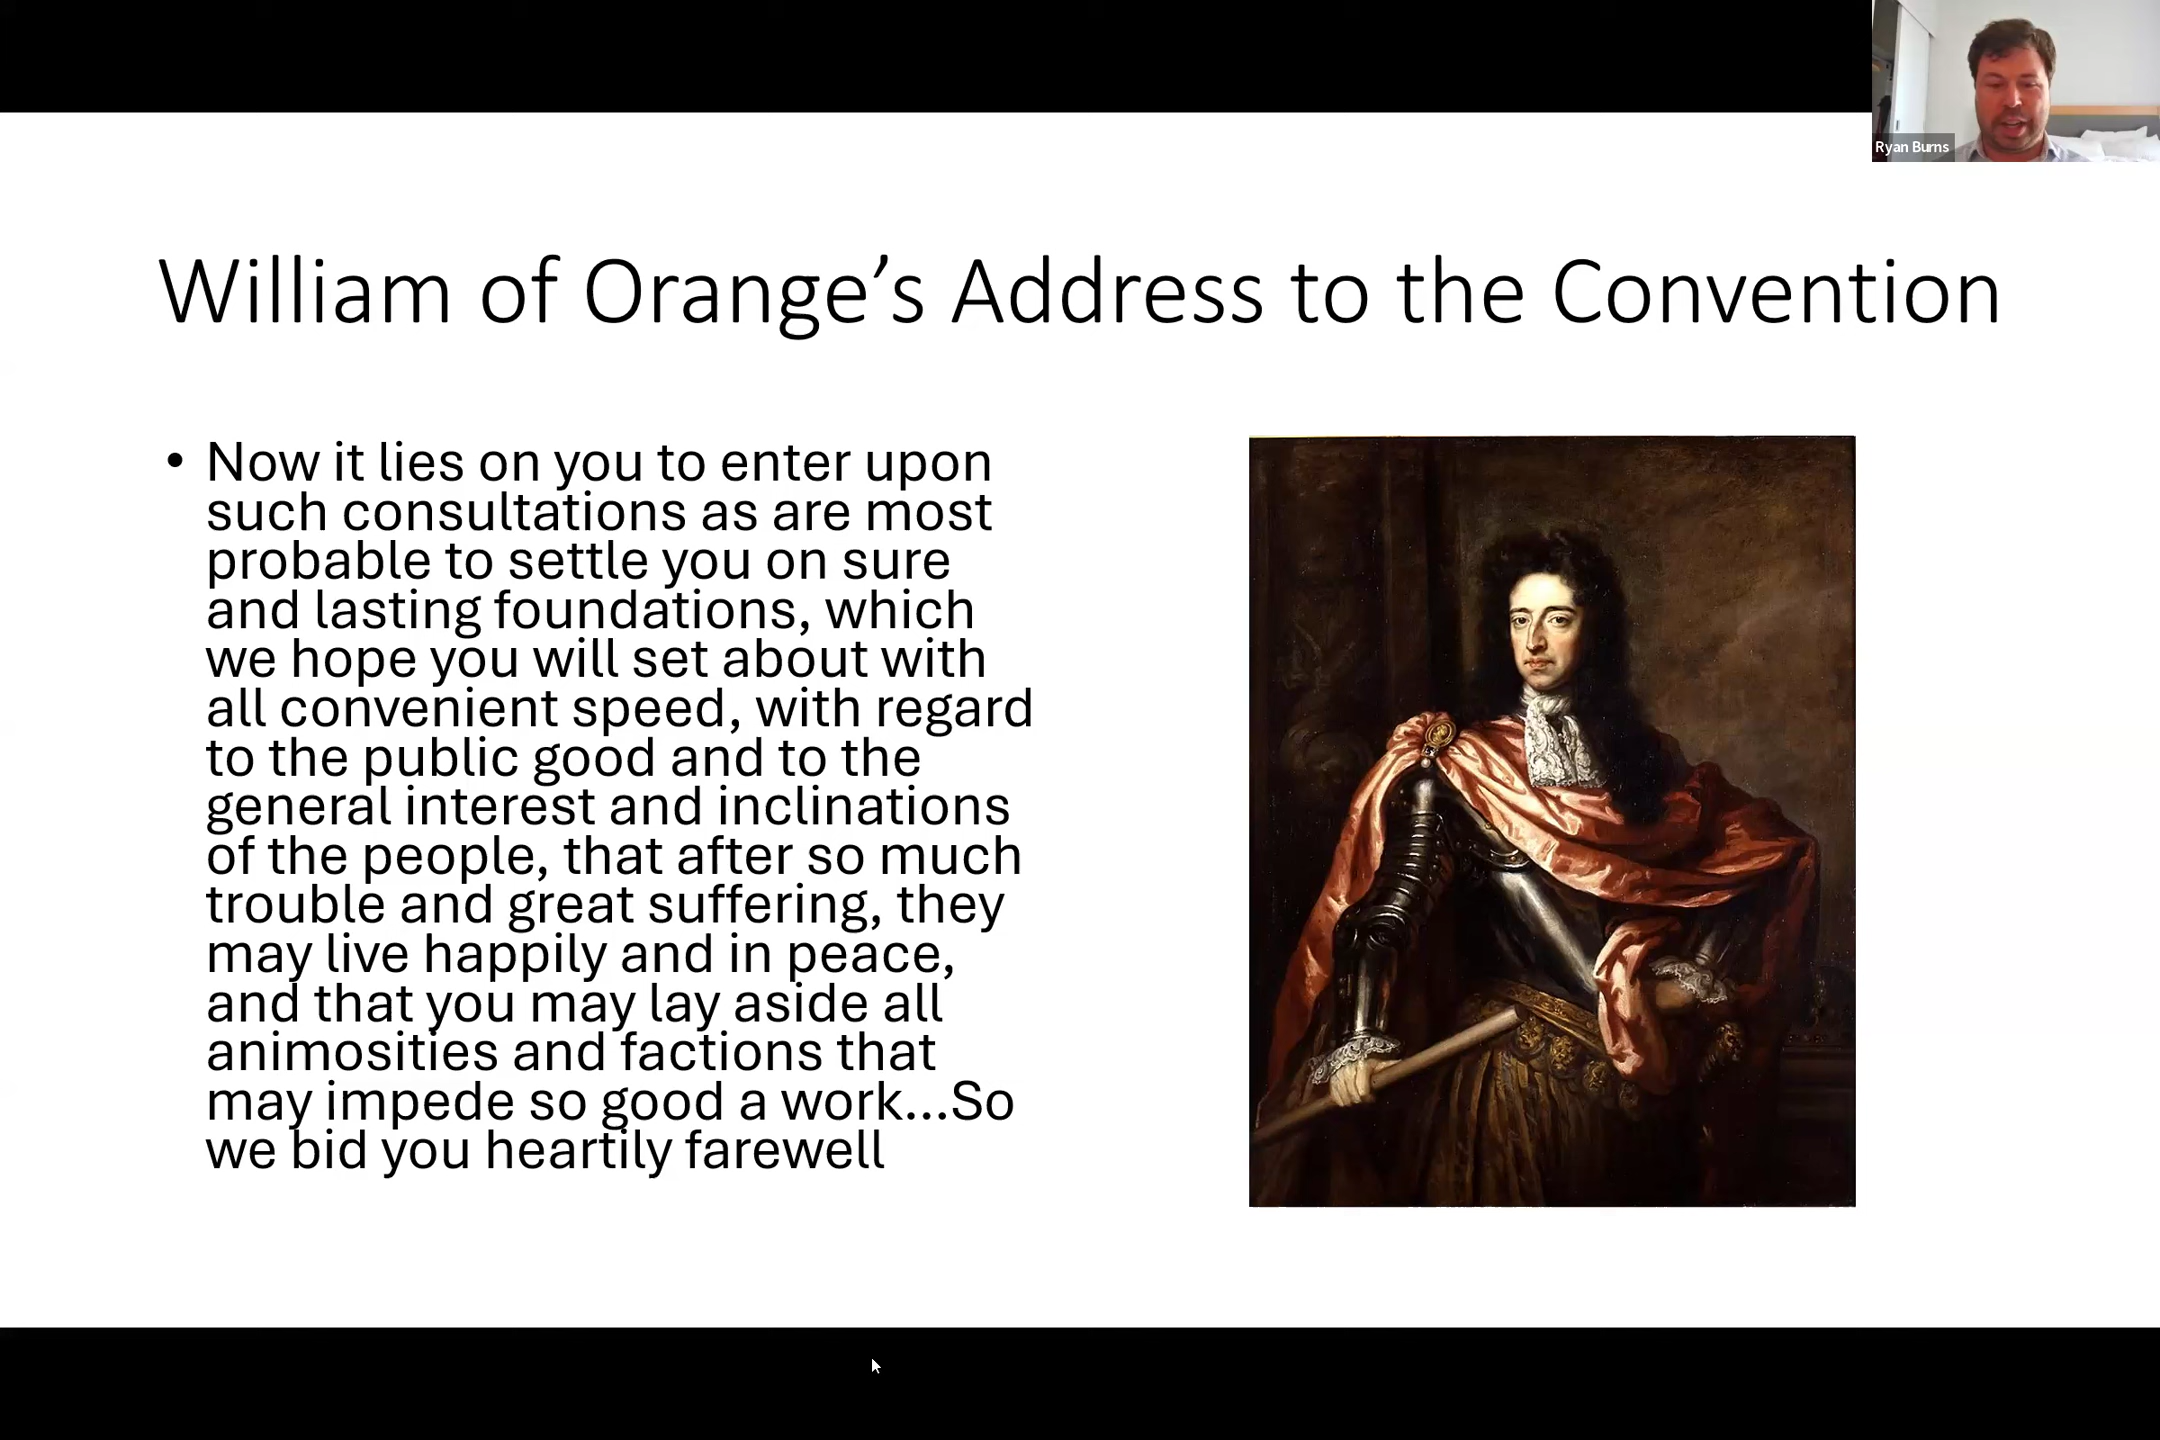 Ryan Burns
William of Orange’s Address to the Convention
• Now it lies on you to enter upon
such consultations as are most
probable to settle you on sure
and lasting foundations, which
we hope you will set about with
all convenient speed, with regard
to the public good and to the
general interest and inclinations
of the people, that after so much
trouble and great suffering, they
may live happily and in peace,
and that you may lay aside all
animosities and factions that
may impede so good a work...So
we bid you heartily farewell